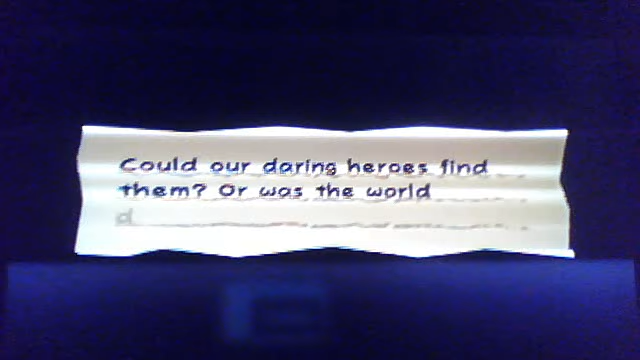 Could our daring heroes find
them? Or was the world
d